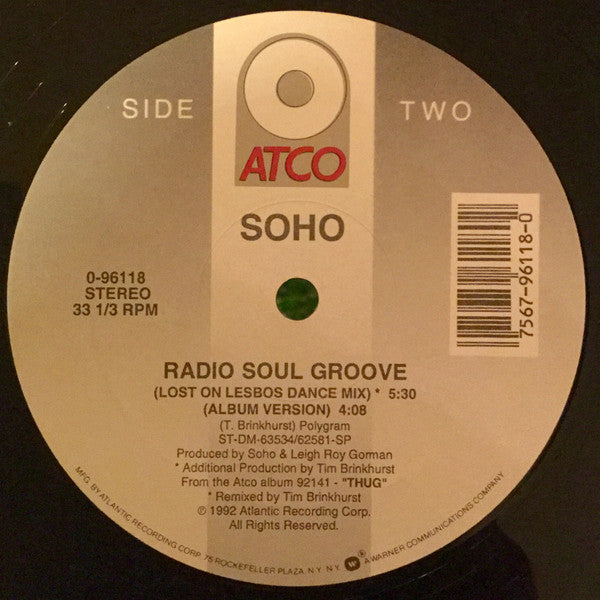 SIDE TWO
ATCO
SOHO
0-96118
STEREO
33 1/3 RPM
7567-96118-0
RADIO SOUL GROOVE
(LOST ON LESBOS DANCE MIX) * 5:30
(ALBUM VERSION) 4:08
(T. Brinkhurst) Polygram
ST-DM-63534/62581-SP
Produced by Soho & Leigh Roy Gorman
* Additional Production by Tim Brinkhurst
From the Atco album 92141 - "THUG"
* Remixed by Tim Brinkhurst
℗ 1992 Atlantic Recording Corp.
All Rights Reserved.
MFG. BY ATLANTIC RECORDING CORP. 75 ROCKEFELLER PLAZA, N.Y. N.Y. W ® A WARNER COMMUNICATIONS COMPANY